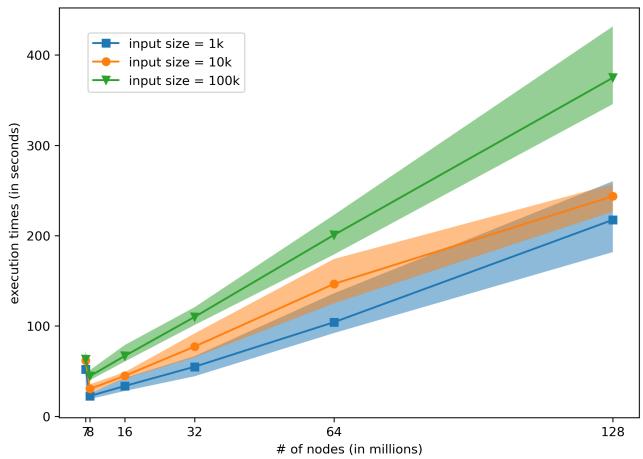 input size = 1k
input size = 10k
input size = 100k
execution times (in seconds)
400
300
200
100
0
7 8 16 32 64 128
# of nodes (in millions)